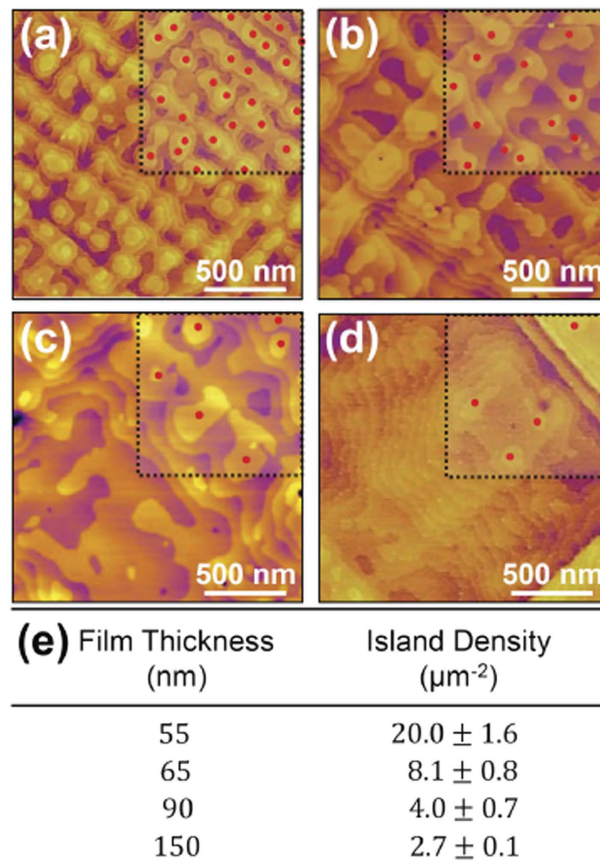 (a)
(b)
500 nm
500 nm
(c)
(d)
500 nm
500 nm
(e) Film Thickness (nm)
Island Density (μm-2)
55 20.0 ± 1.6
65 8.1 ± 0.8
90 4.0 ± 0.7
150 2.7 ± 0.1